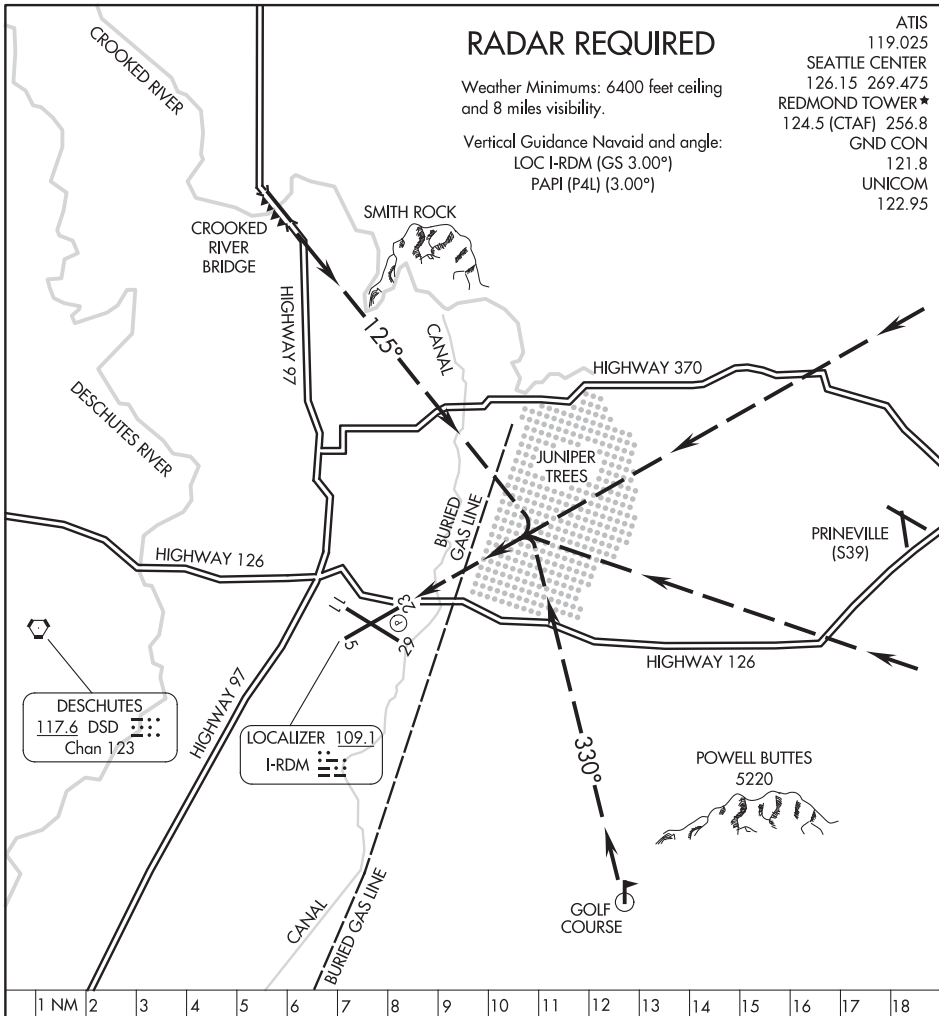 RADAR REQUIRED
Weather Minimums: 6400 feet ceiling
and 8 miles visibility.
Vertical Guidance Navaid and angle:
LOC I-RDM (GS 3.00°)
PAPI (P4L) (3.00°)
ATIS
119.025
SEATTLE CENTER
126.15 269.475
REDMOND TOWER★
124.5 (CTAF) 256.8
GND CON
121.8
UNICOM
122.95
CROOKED RIVER
CROOKED
RIVER
BRIDGE
SMITH ROCK
HIGHWAY 97
125°
CANAL
HIGHWAY 370
DESCHUTES RIVER
JUNIPER
TREES
BURIED
GAS LINE
PRINEVILLE
(S39)
HIGHWAY 126
11
23
P
5
29
HIGHWAY 126
DESCHUTES
117.6 DSD
Chan 123
HIGHWAY 97
LOCALIZER 109.1
I-RDM
330°
POWELL BUTTES
5220
GOLF
COURSE
CANAL
BURIED GAS LINE
1 NM 2 3 4 5 6 7 8 9 10 11 12 13 14 15 16 17 18